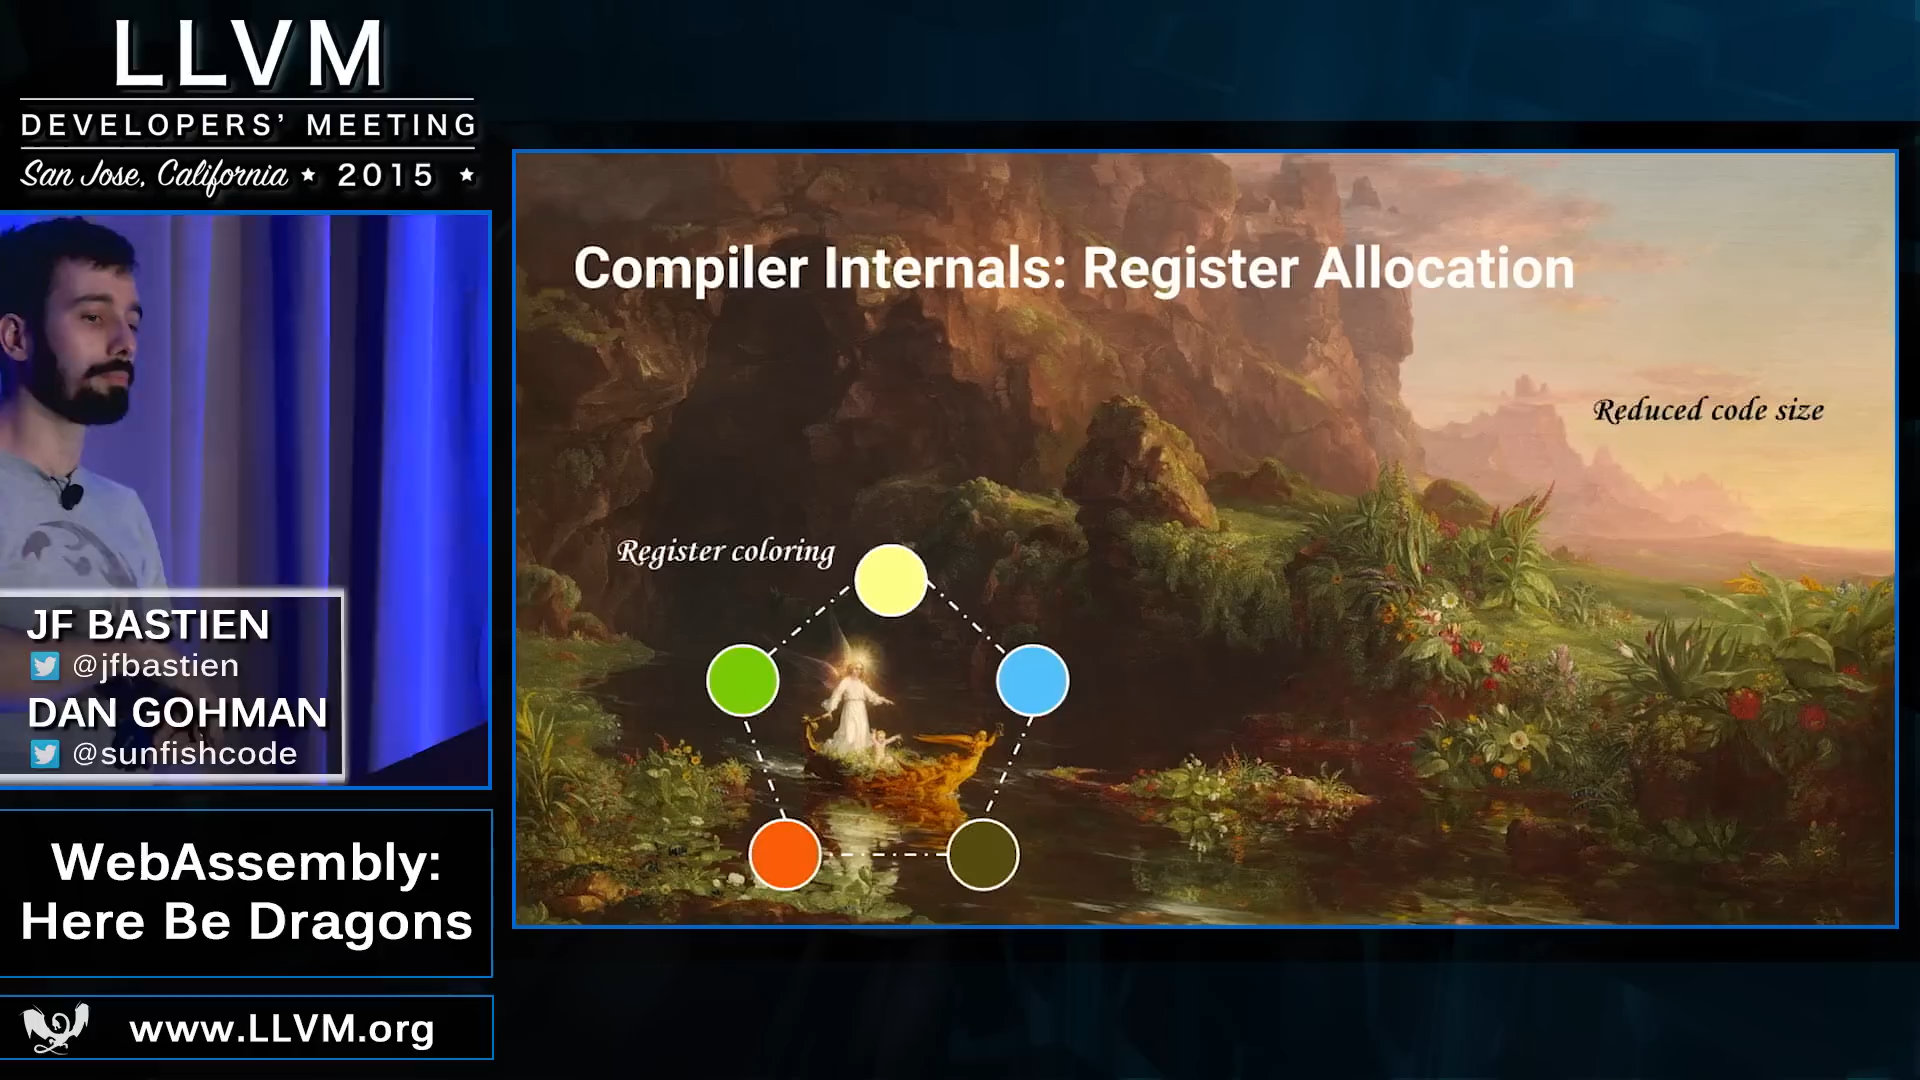 LLVM
DEVELOPERS’ MEETING
San Jose, California ★ 2015 ★
JF BASTIEN
@jfbastien
DAN GOHMAN
@sunfishcode
WebAssembly:
Here Be Dragons
www.LLVM.org
Compiler Internals: Register Allocation
Reduced code size
Register coloring